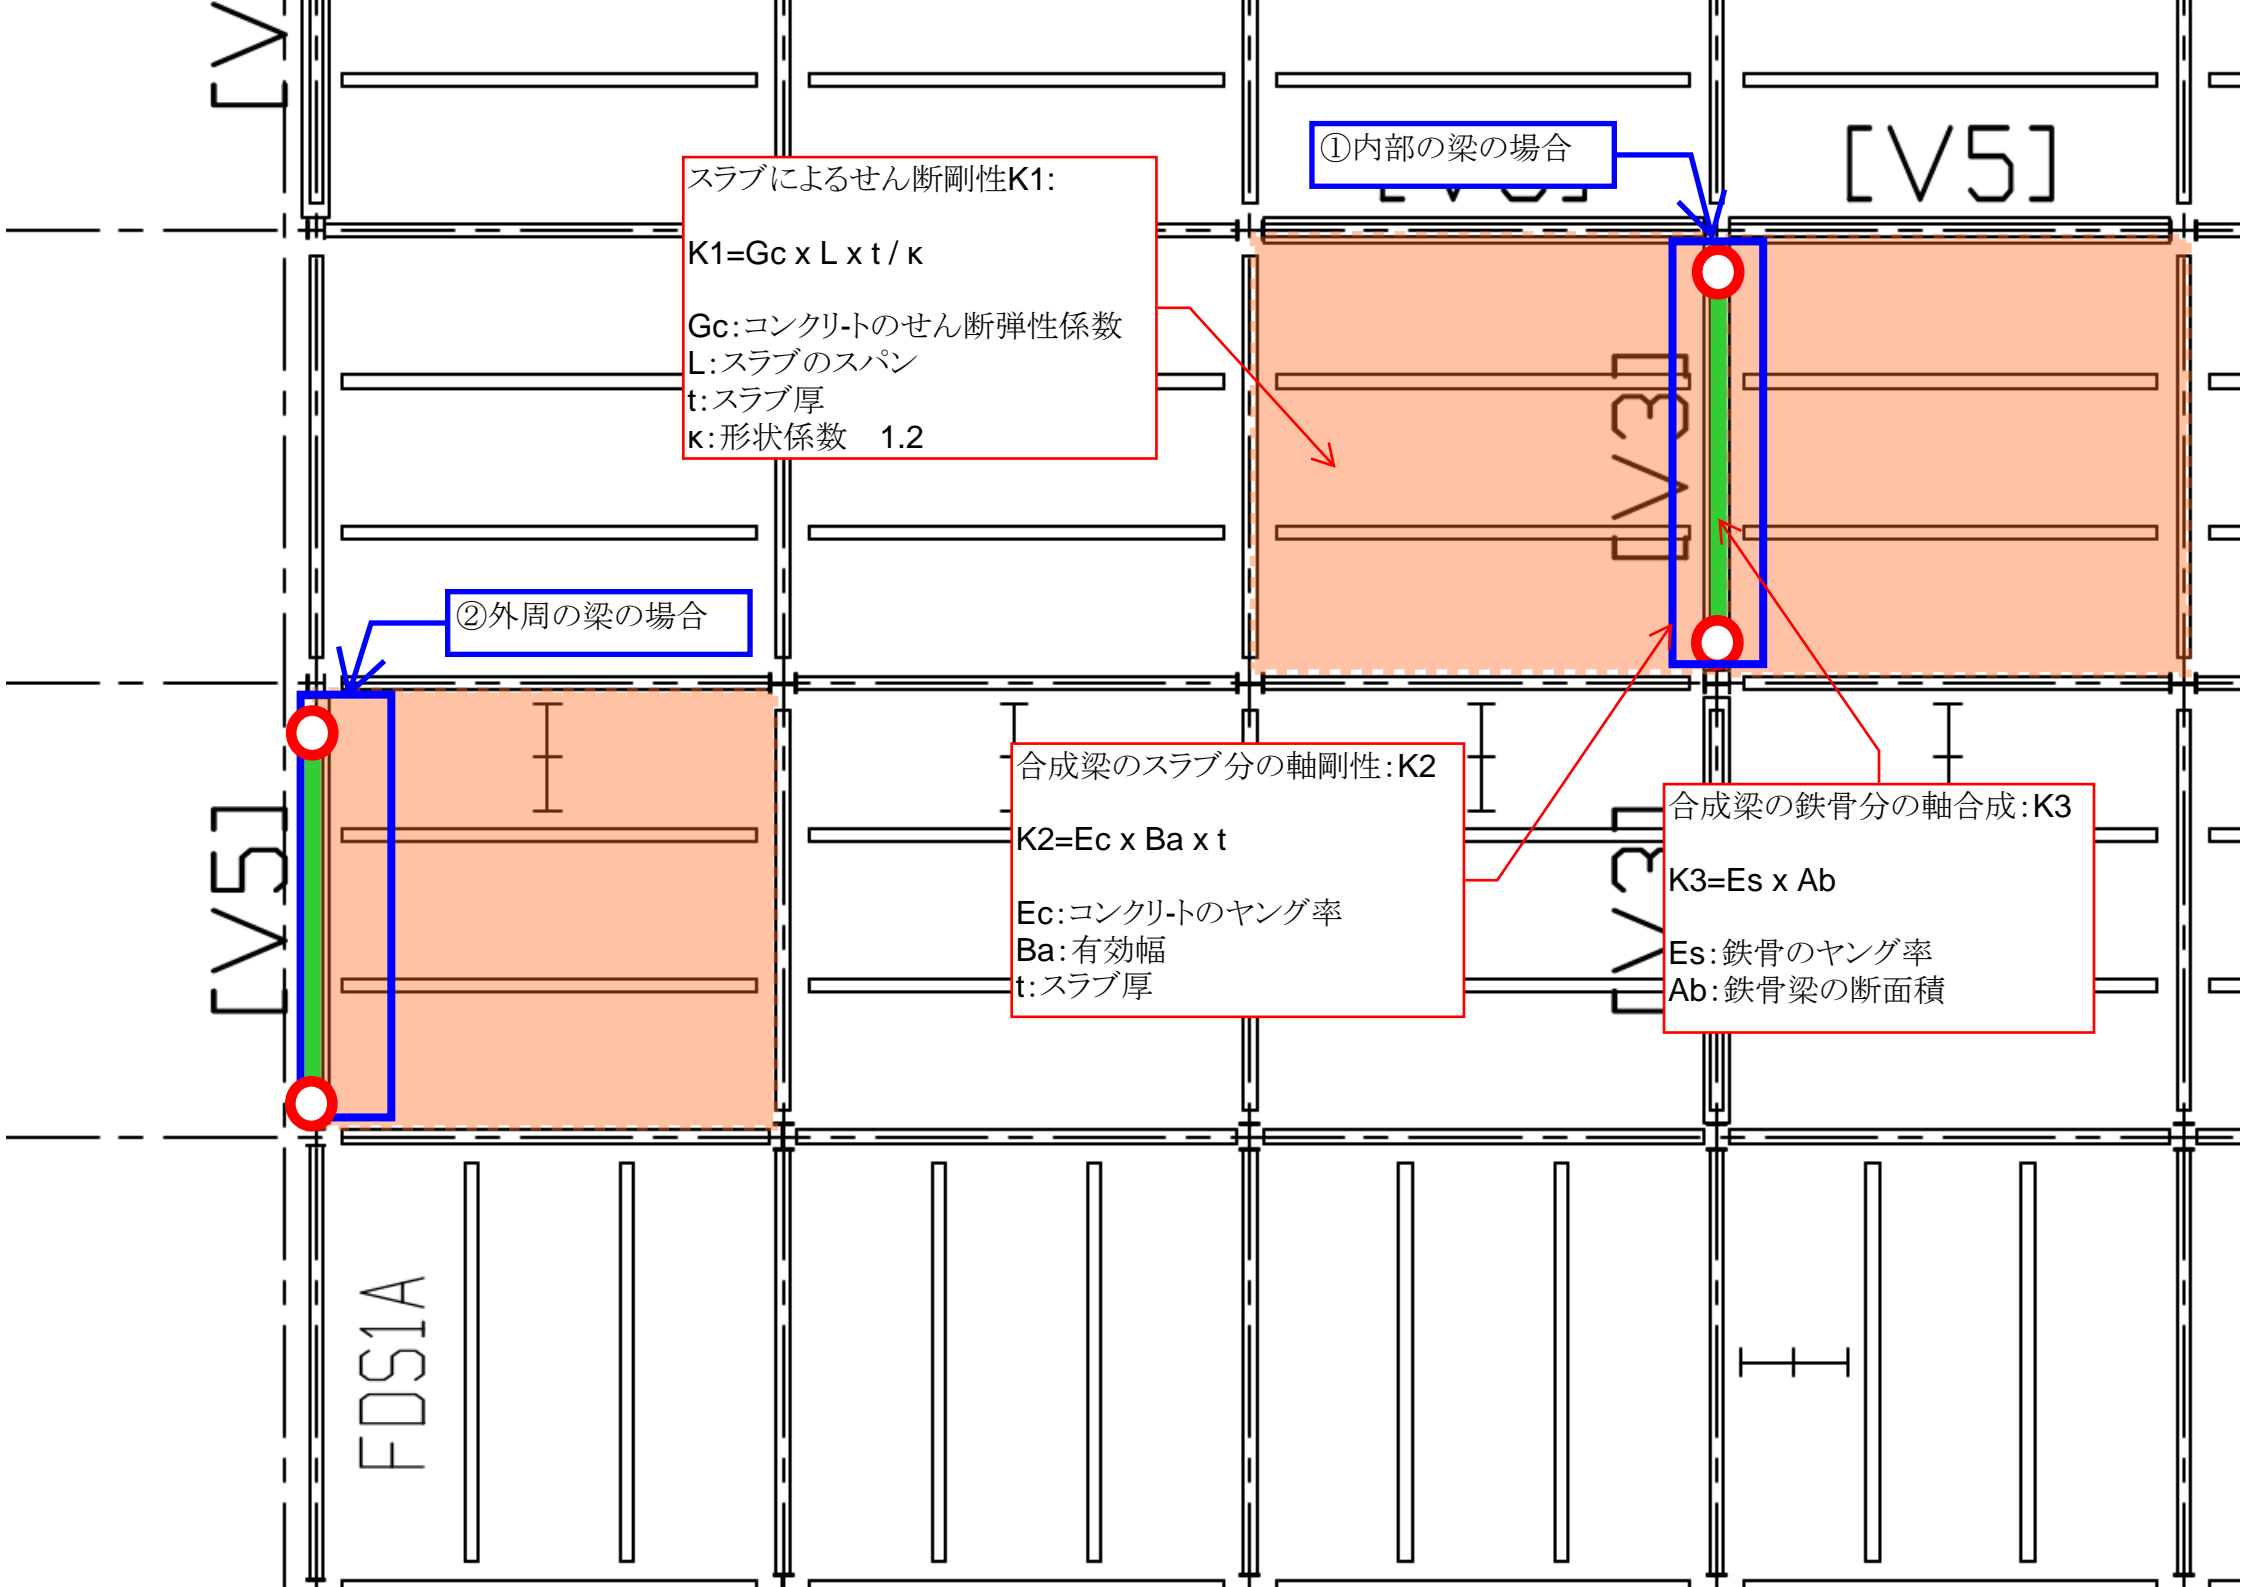 ①内部の梁の場合
[V5]
スラブによるせん断剛性K1:
K1=Gc x L x t / κ
Gc:コンクリートのせん断弾性係数
L:スラブのスパン
t:スラブ厚
κ:形状係数　1.2
[V3]
②外周の梁の場合
[V5]
合成梁のスラブ分の軸剛性:K2
K2=Ec x Ba x t
Ec:コンクリートのヤング率
Ba:有効幅
t:スラブ厚
合成梁の鉄骨分の軸合成:K3
K3=Es x Ab
Es:鉄骨のヤング率
Ab:鉄骨梁の断面積
FDS1A